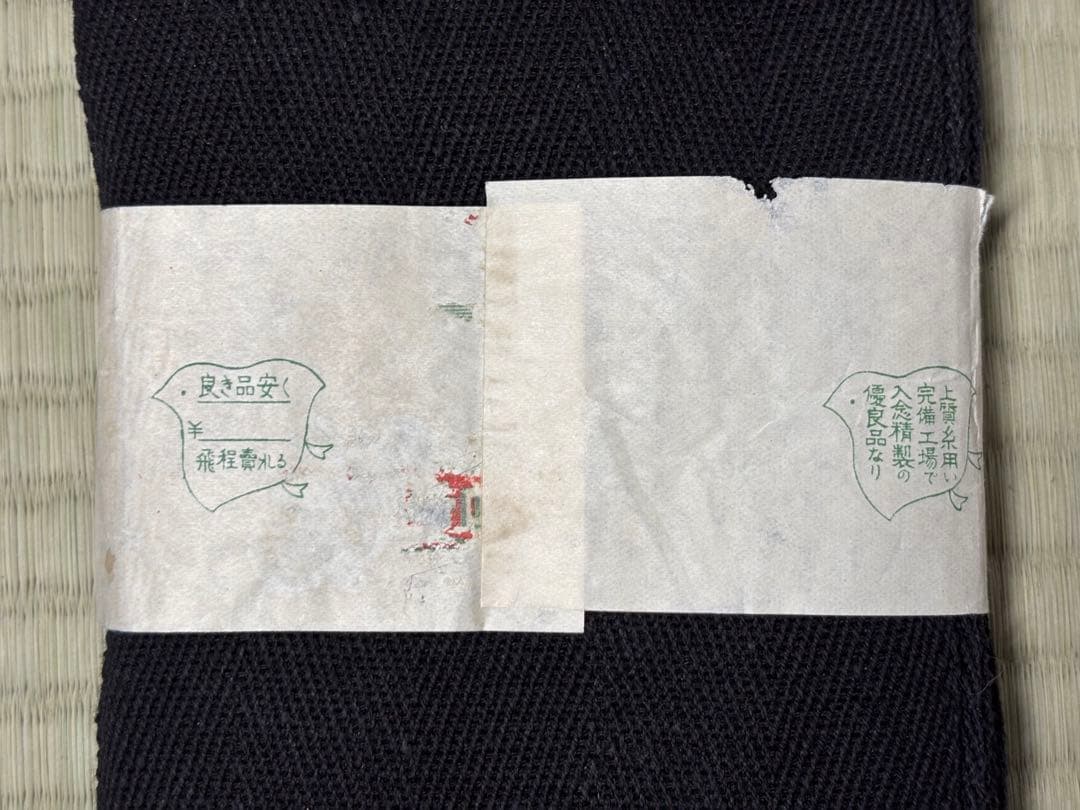 良き品安く
¥
飛程賣れる
上質糸用い
完備工場で
入念精製の
優良品なり